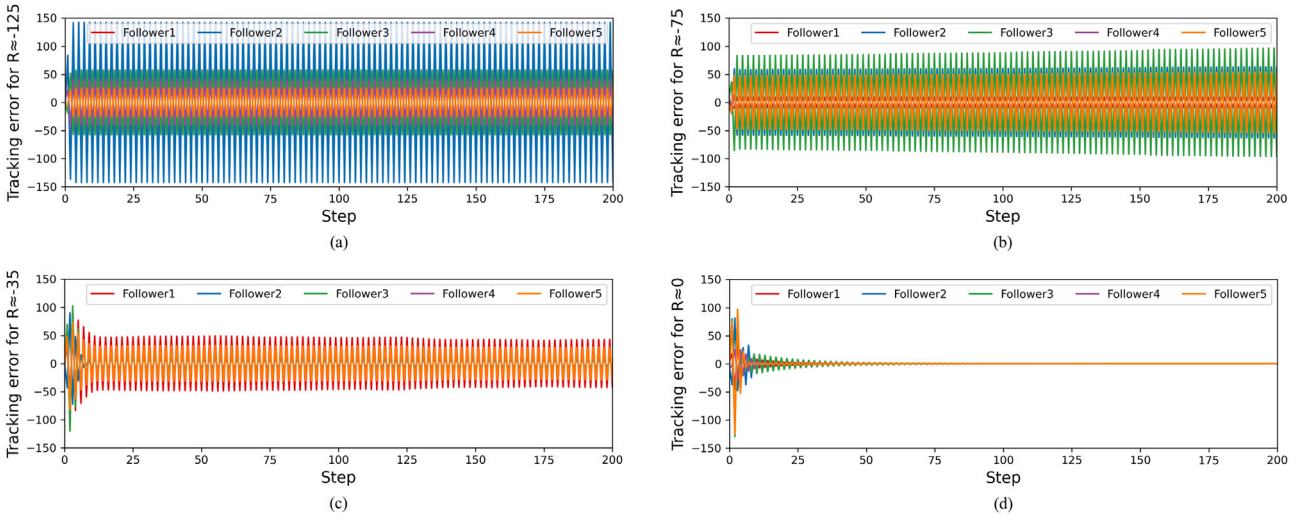 Tracking error for R≈-125
150
100
50
0
−50
−100
−150
Follower1 Follower2 Follower3 Follower4 Follower5
0 25 50 75 100 125 150 175 200
Step
(a)
Tracking error for R≈-75
150
100
50
0
−50
−100
−150
Follower1 Follower2 Follower3 Follower4 Follower5
0 25 50 75 100 125 150 175 200
Step
(b)
Tracking error for R≈-35
150
100
50
0
−50
−100
−150
Follower1 Follower2 Follower3 Follower4 Follower5
0 25 50 75 100 125 150 175 200
Step
(c)
Tracking error for R≈0
150
100
50
0
−50
−100
−150
Follower1 Follower2 Follower3 Follower4 Follower5
0 25 50 75 100 125 150 175 200
Step
(d)